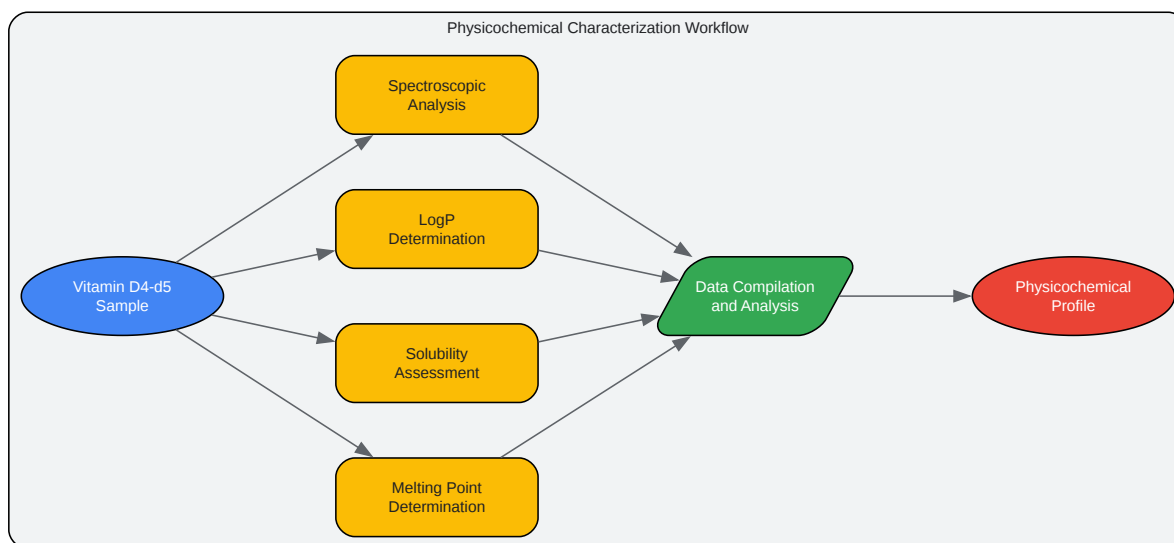 Physicochemical Characterization Workflow
Spectroscopic
Analysis
LogP
Determination
Vitamin D4-d5
Sample
Data Compilation
and Analysis
Physicochemical
Profile
Solubility
Assessment
Melting Point
Determination